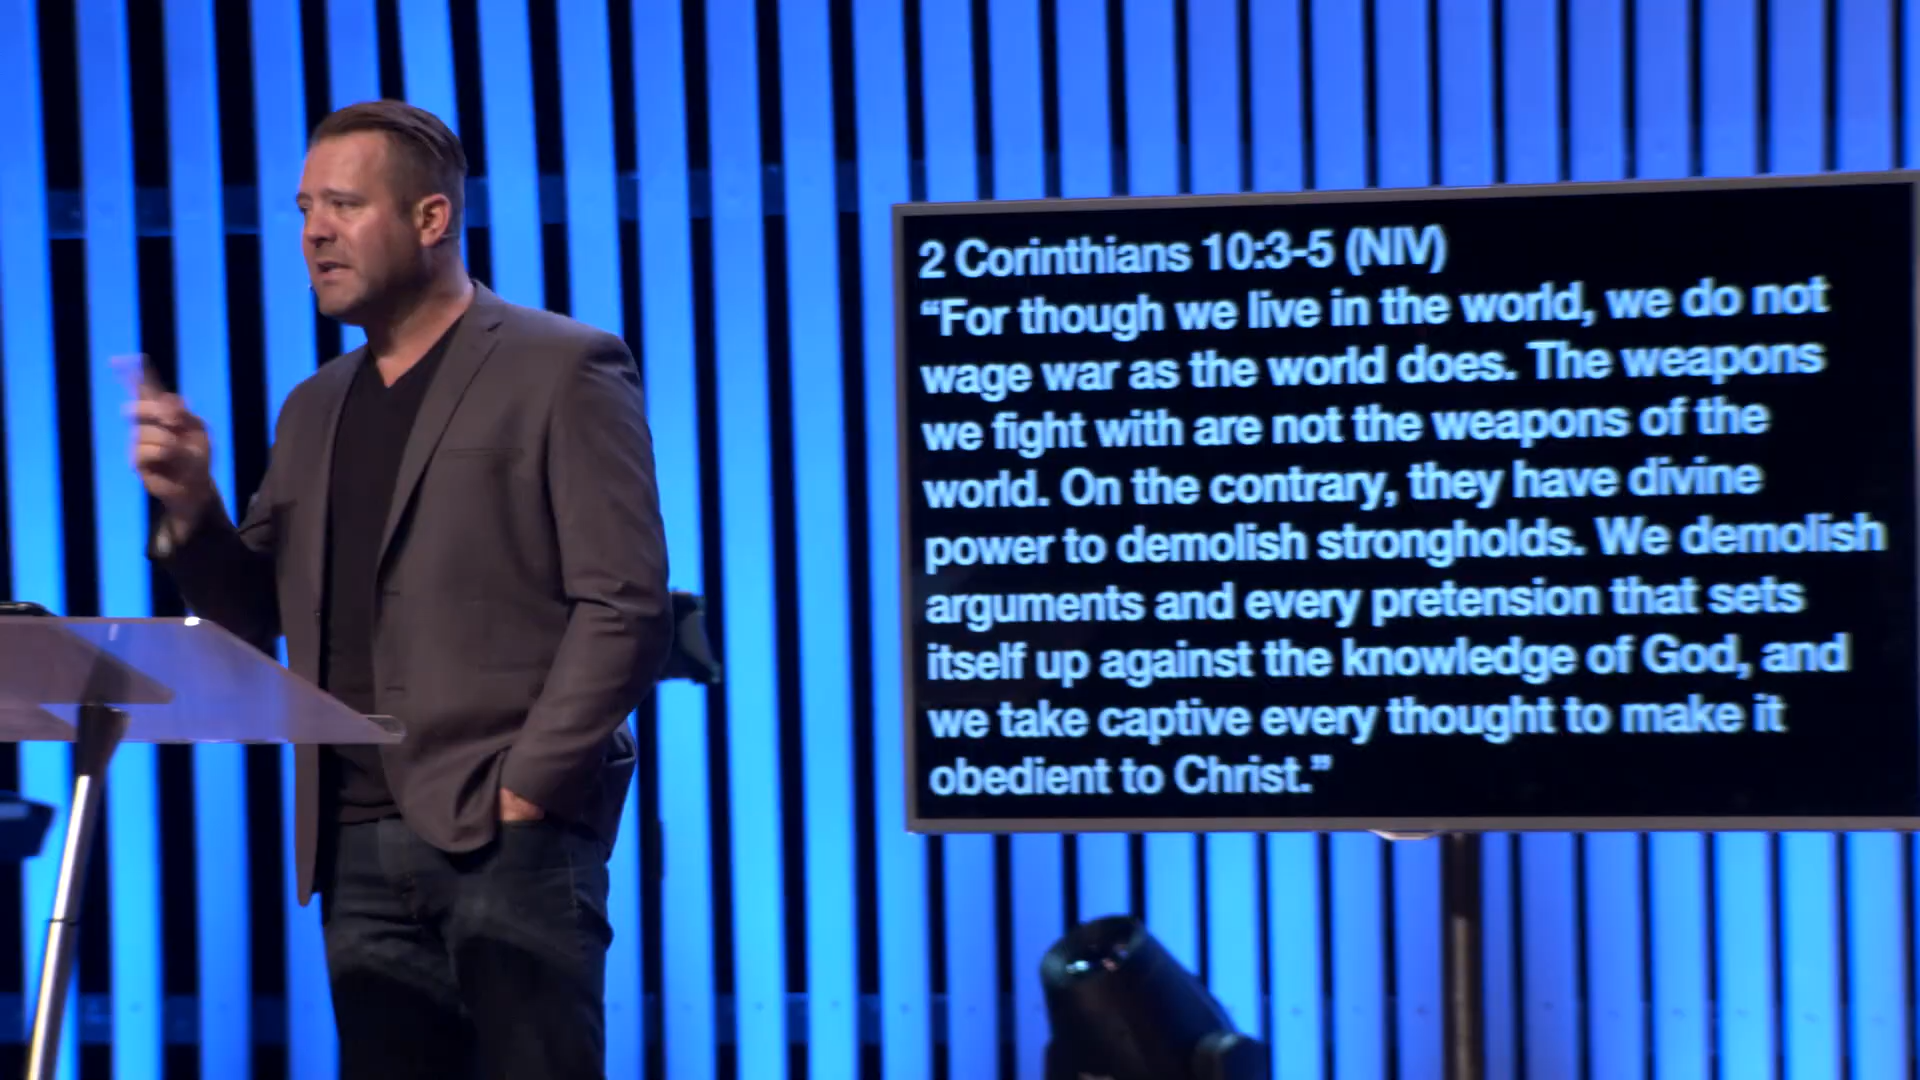 2 Corinthians 10:3-5 (NIV)
“For though we live in the world, we do not
wage war as the world does. The weapons
we fight with are not the weapons of the
world. On the contrary, they have divine
power to demolish strongholds. We demolish
arguments and every pretension that sets
itself up against the knowledge of God, and
we take captive every thought to make it
obedient to Christ.”